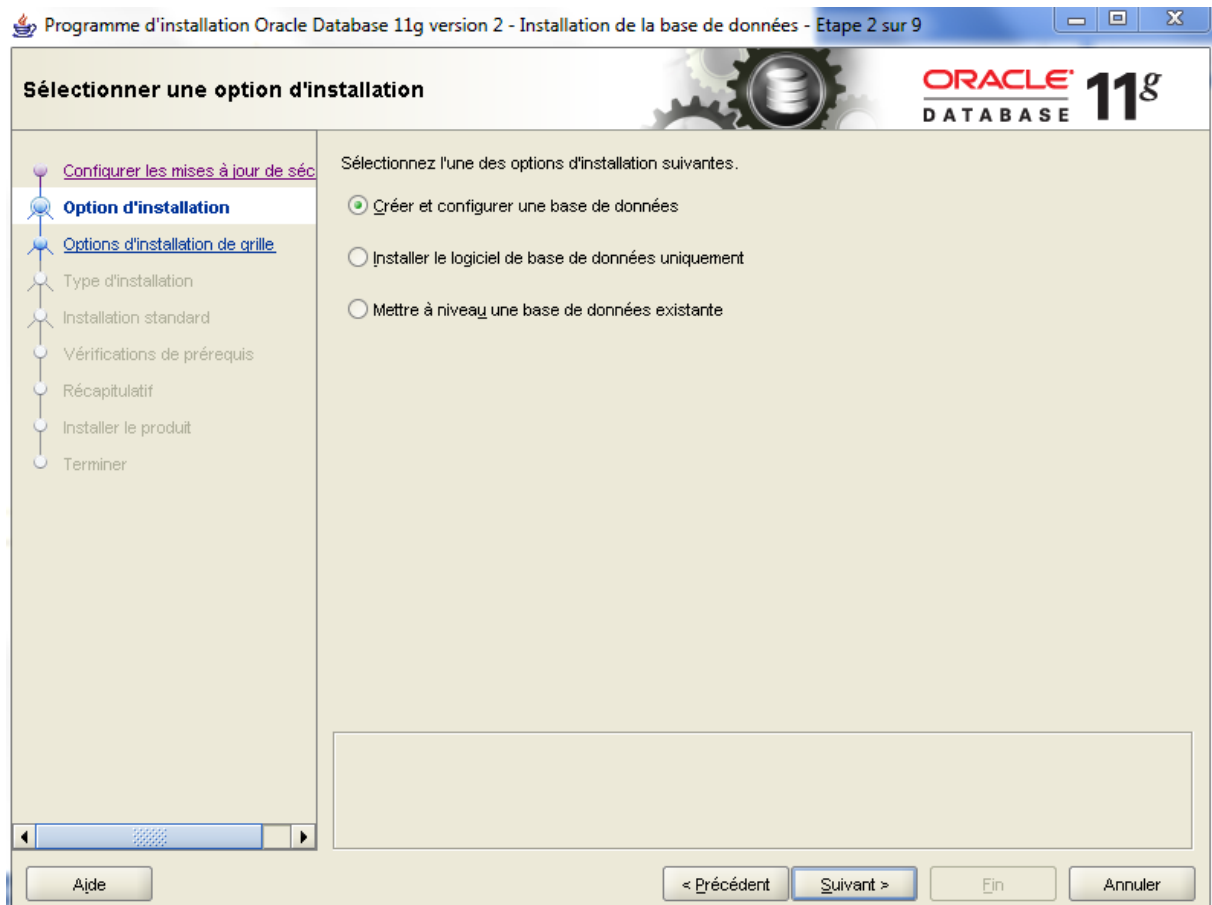 Programme d'installation Oracle Database 11g version 2 - Installation de la base de données - Etape 2 sur 9
Sélectionner une option d'installation
ORACLE
DATABASE
11g
Configurer les mises à jour de séc
Option d'installation
Options d'installation de grille
Type d'installation
Installation standard
Vérifications de prérequis
Récapitulatif
Installer le produit
Terminer
Sélectionnez l'une des options d'installation suivantes.
Créer et configurer une base de données
Installer le logiciel de base de données uniquement
Mettre à niveau une base de données existante
Aide
< Précédent
Suivant >
Fin
Annuler